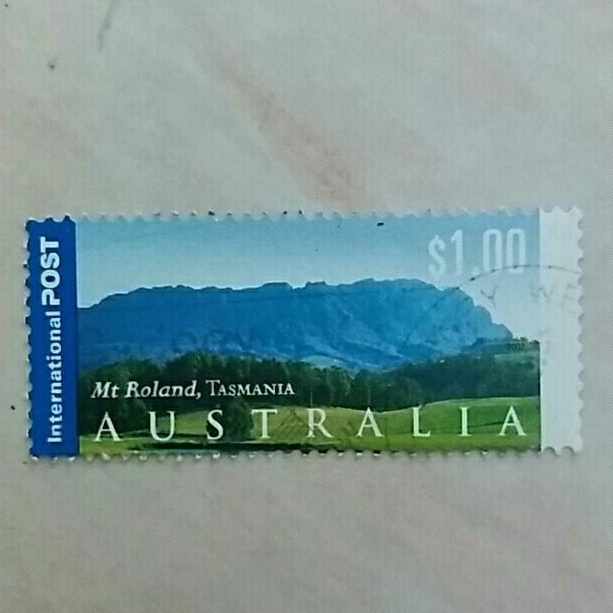 International POST
$1.00
Mt Roland, TASMANIA
AUSTRALIA